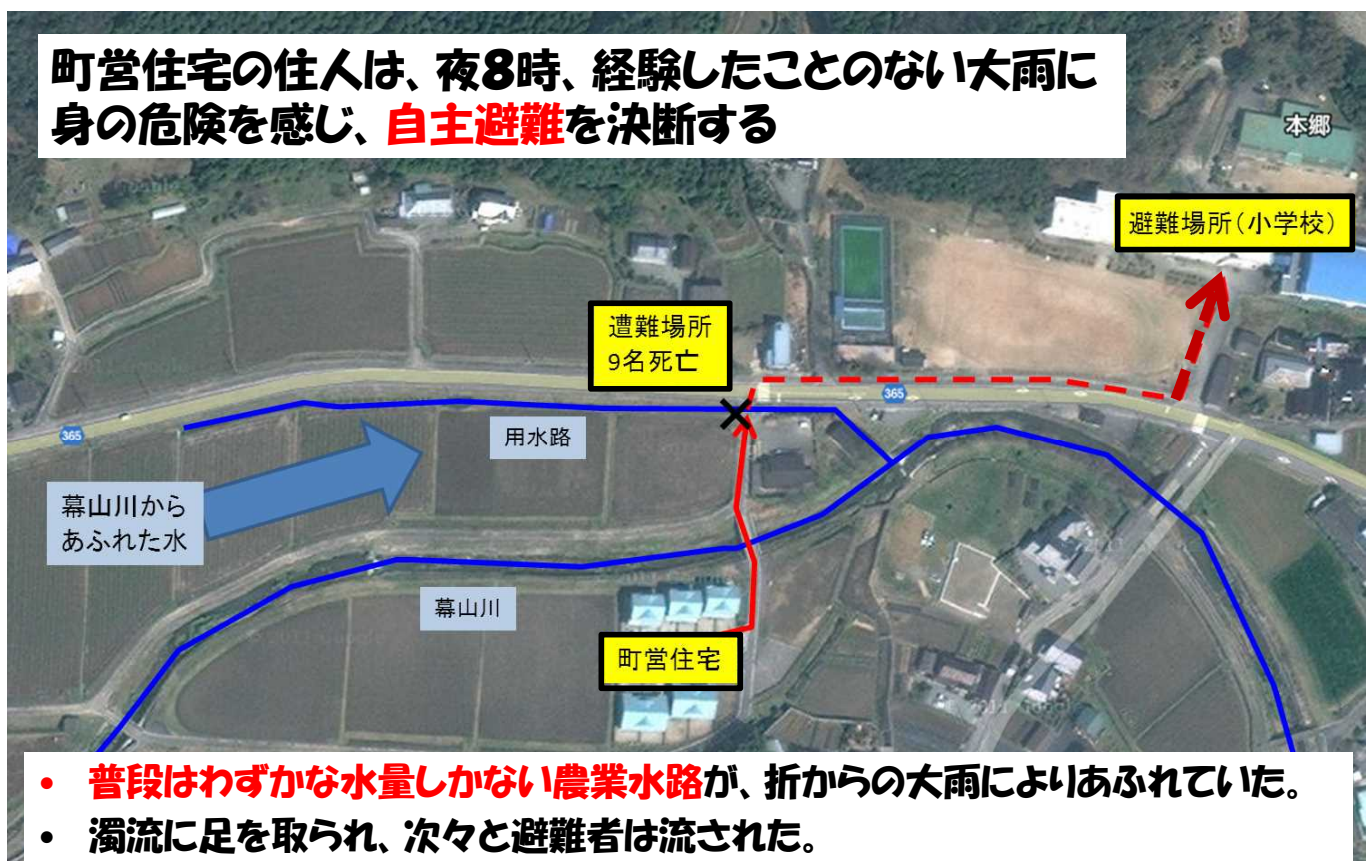 町営住宅の住人は、夜8時、経験したことのない大雨に
身の危険を感じ、自主避難を決断する
本郷
避難場所(小学校)
遭難場所
9名死亡
365
365
用水路
幕山川から
あふれた水
幕山川
町営住宅
• 普段はわずかな水量しかない農業水路が、折からの大雨によりあふれていた。
• 濁流に足を取られ、次々と避難者は流された。